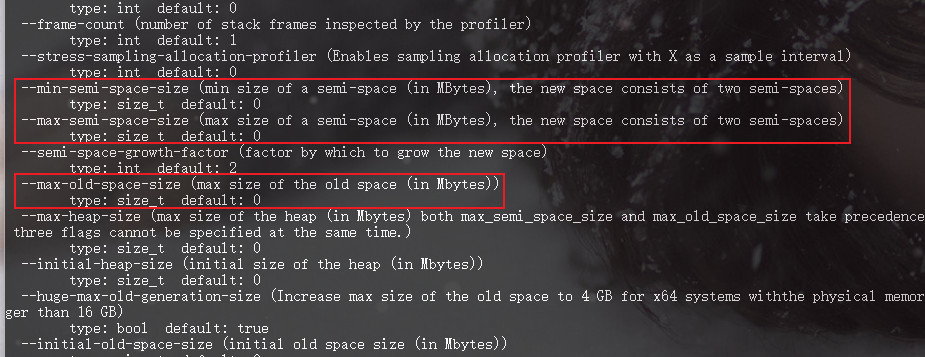 type: int default: 0
--frame-count (number of stack frames inspected by the profiler)
type: int default: 1
--stress-sampling-allocation-profiler (Enables sampling allocation profiler with X as a sample interval)
type: int default: 0
--min-semi-space-size (min size of a semi-space (in MBytes), the new space consists of two semi-spaces)
type: size_t default: 0
--max-semi-space-size (max size of a semi-space (in MBytes), the new space consists of two semi-spaces)
type: size_t default: 0
--semi-space-growth-factor (factor by which to grow the new space)
type: int default: 2
--max-old-space-size (max size of the old space (in Mbytes))
type: size_t default: 0
--max-heap-size (max size of the heap (in Mbytes) both max_semi_space_size and max_old_space_size take precedence
three flags cannot be specified at the same time.)
type: size_t default: 0
--initial-heap-size (initial size of the heap (in Mbytes))
type: size_t default: 0
--huge-max-old-generation-size (Increase max size of the old space to 4 GB for x64 systems withthe physical memor
ger than 16 GB)
type: bool default: true
--initial-old-space-size (initial old space size (in Mbytes))